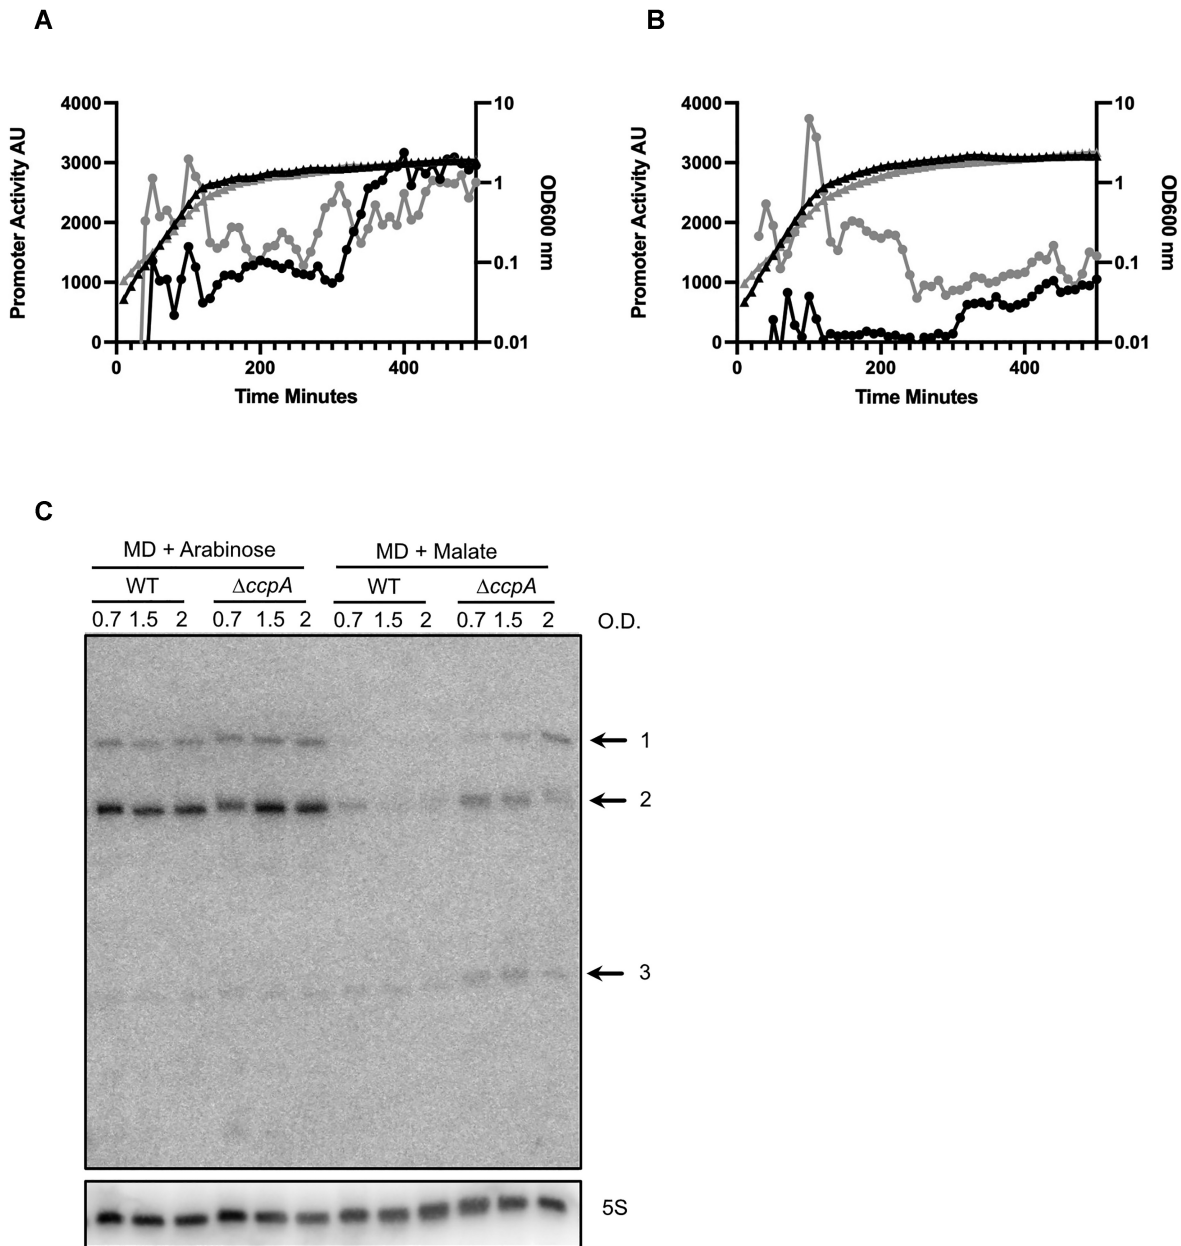 A
B
4000
3000
2000
1000
0
Promoter Activity AU
10
1
0.1
0.01
OD600 nm
0 200 400
Time Minutes
4000
3000
2000
1000
0
Promoter Activity AU
10
1
0.1
0.01
OD600 nm
0 200 400
Time Minutes
C
MD + Arabinose MD + Malate
WT ΔccpA WT ΔccpA
0.7 1.5 2 0.7 1.5 2 0.7 1.5 2 0.7 1.5 2 O.D.
1
2
3
5S